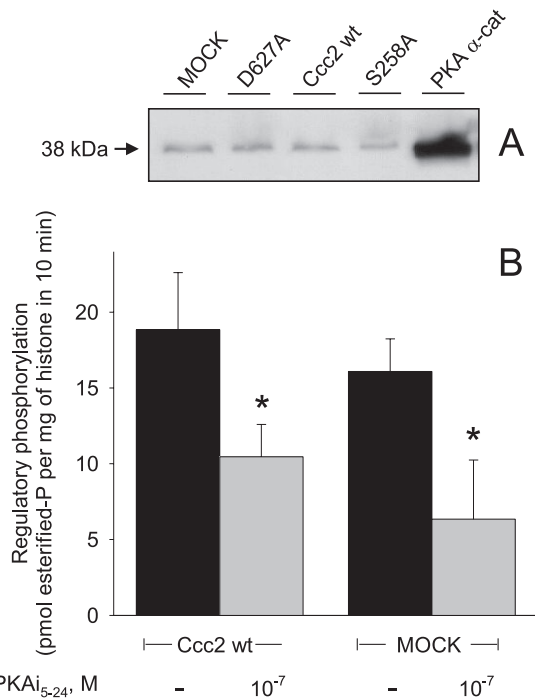 MOCK D627A Ccc2 wt S258A PKA α-cat
38 kDa
A
B
Regulatory phosphorylation
(pmol esterified-P per mg of histone in 10 min)
20
15
10
5
0
*
*
Ccc2 wt MOCK
PKAi5-24, M - 10-7 - 10-7